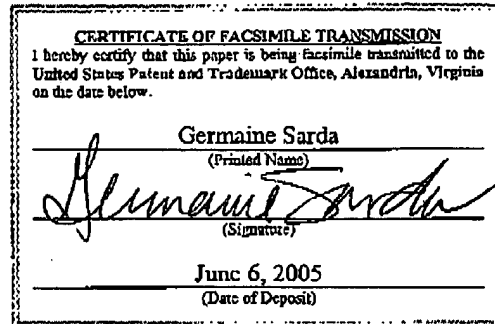 CERTIFICATE OF FACSIMILE TRANSMISSION
I hereby certify that this paper is being facsimile transmitted to the
United States Patent and Trademark Office, Alexandria, Virginia
on the date below.
Germaine Sarda
(Printed Name)
Germaine Sarda
(Signature)
June 6, 2005
(Date of Deposit)